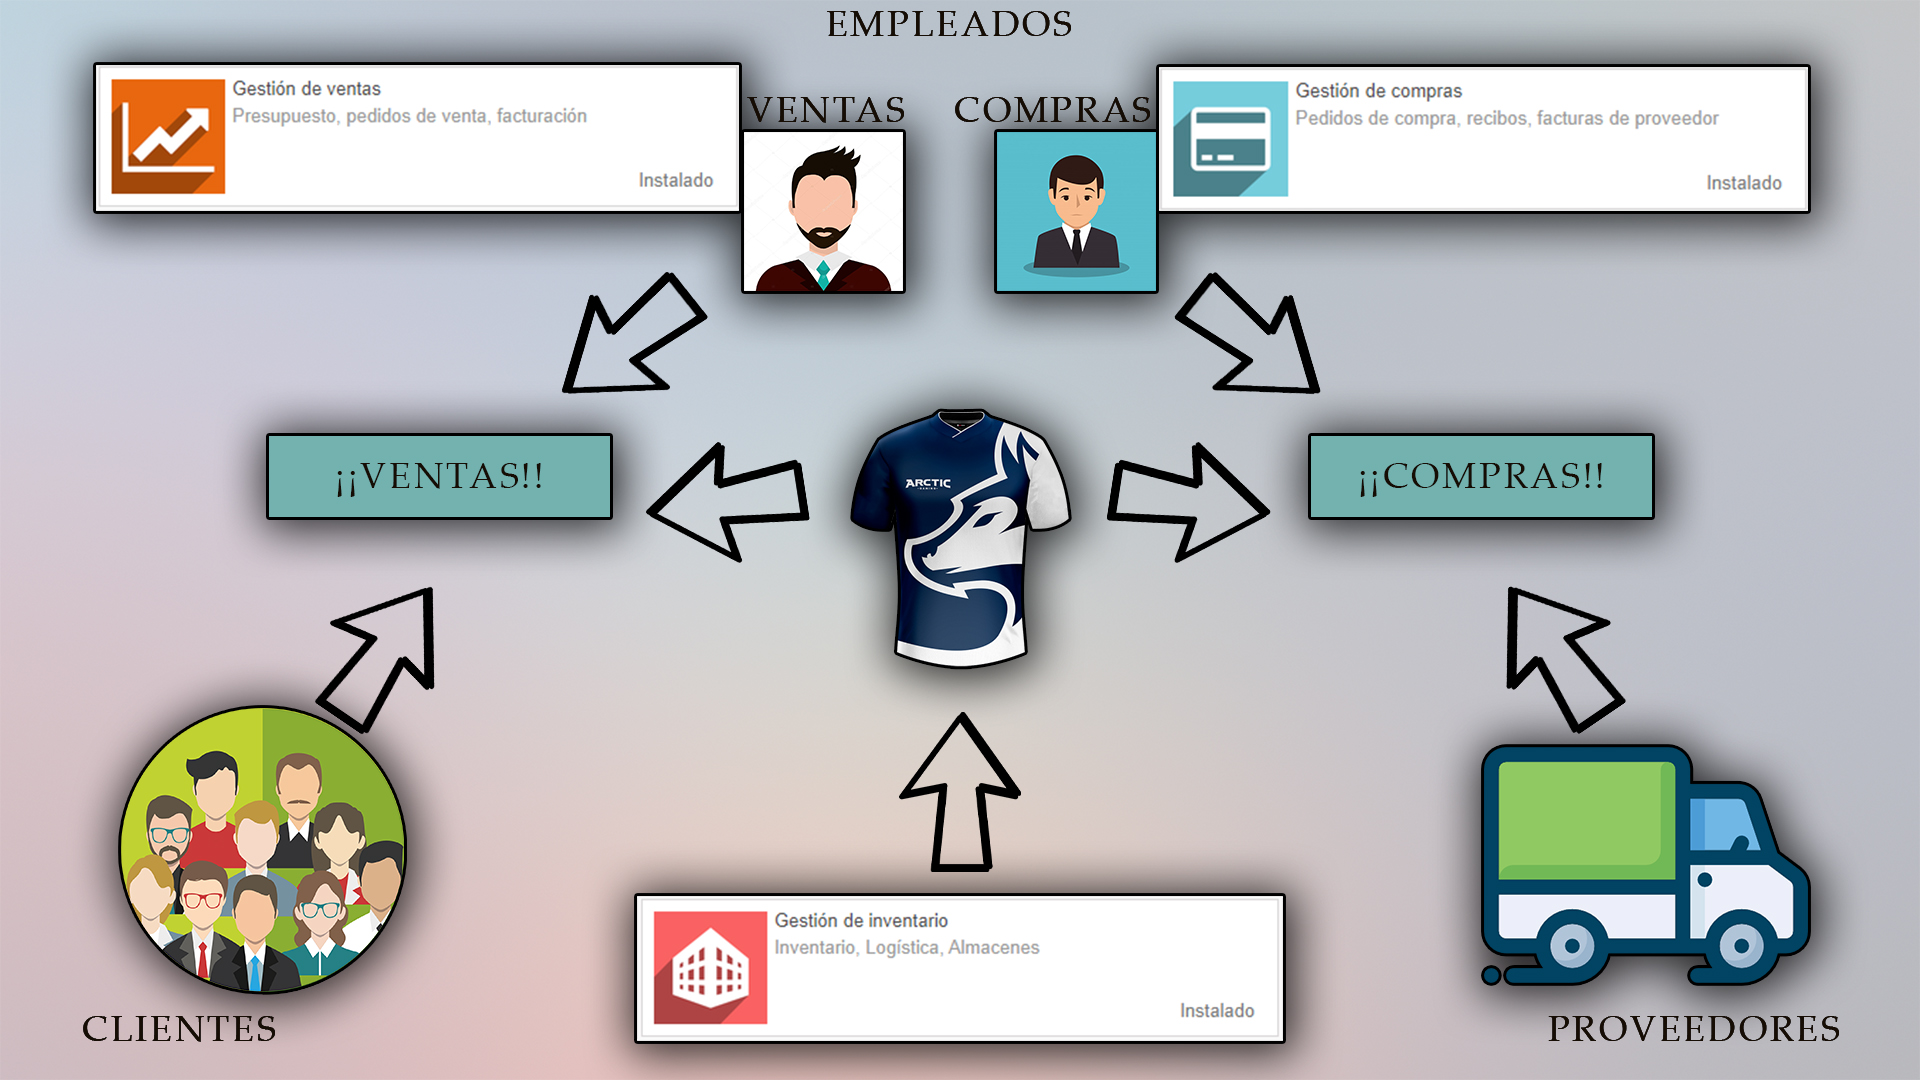 EMPLEADOS
Gestión de ventas
Presupuesto, pedidos de venta, facturación
Instalado
VENTAS
COMPRAS
Gestión de compras
Pedidos de compra, recibos, facturas de proveedor
Instalado
¡¡VENTAS!!
ARCTIC
¡¡COMPRAS!!
Gestión de inventario
Inventario, Logística, Almacenes
Instalado
CLIENTES
PROVEEDORES